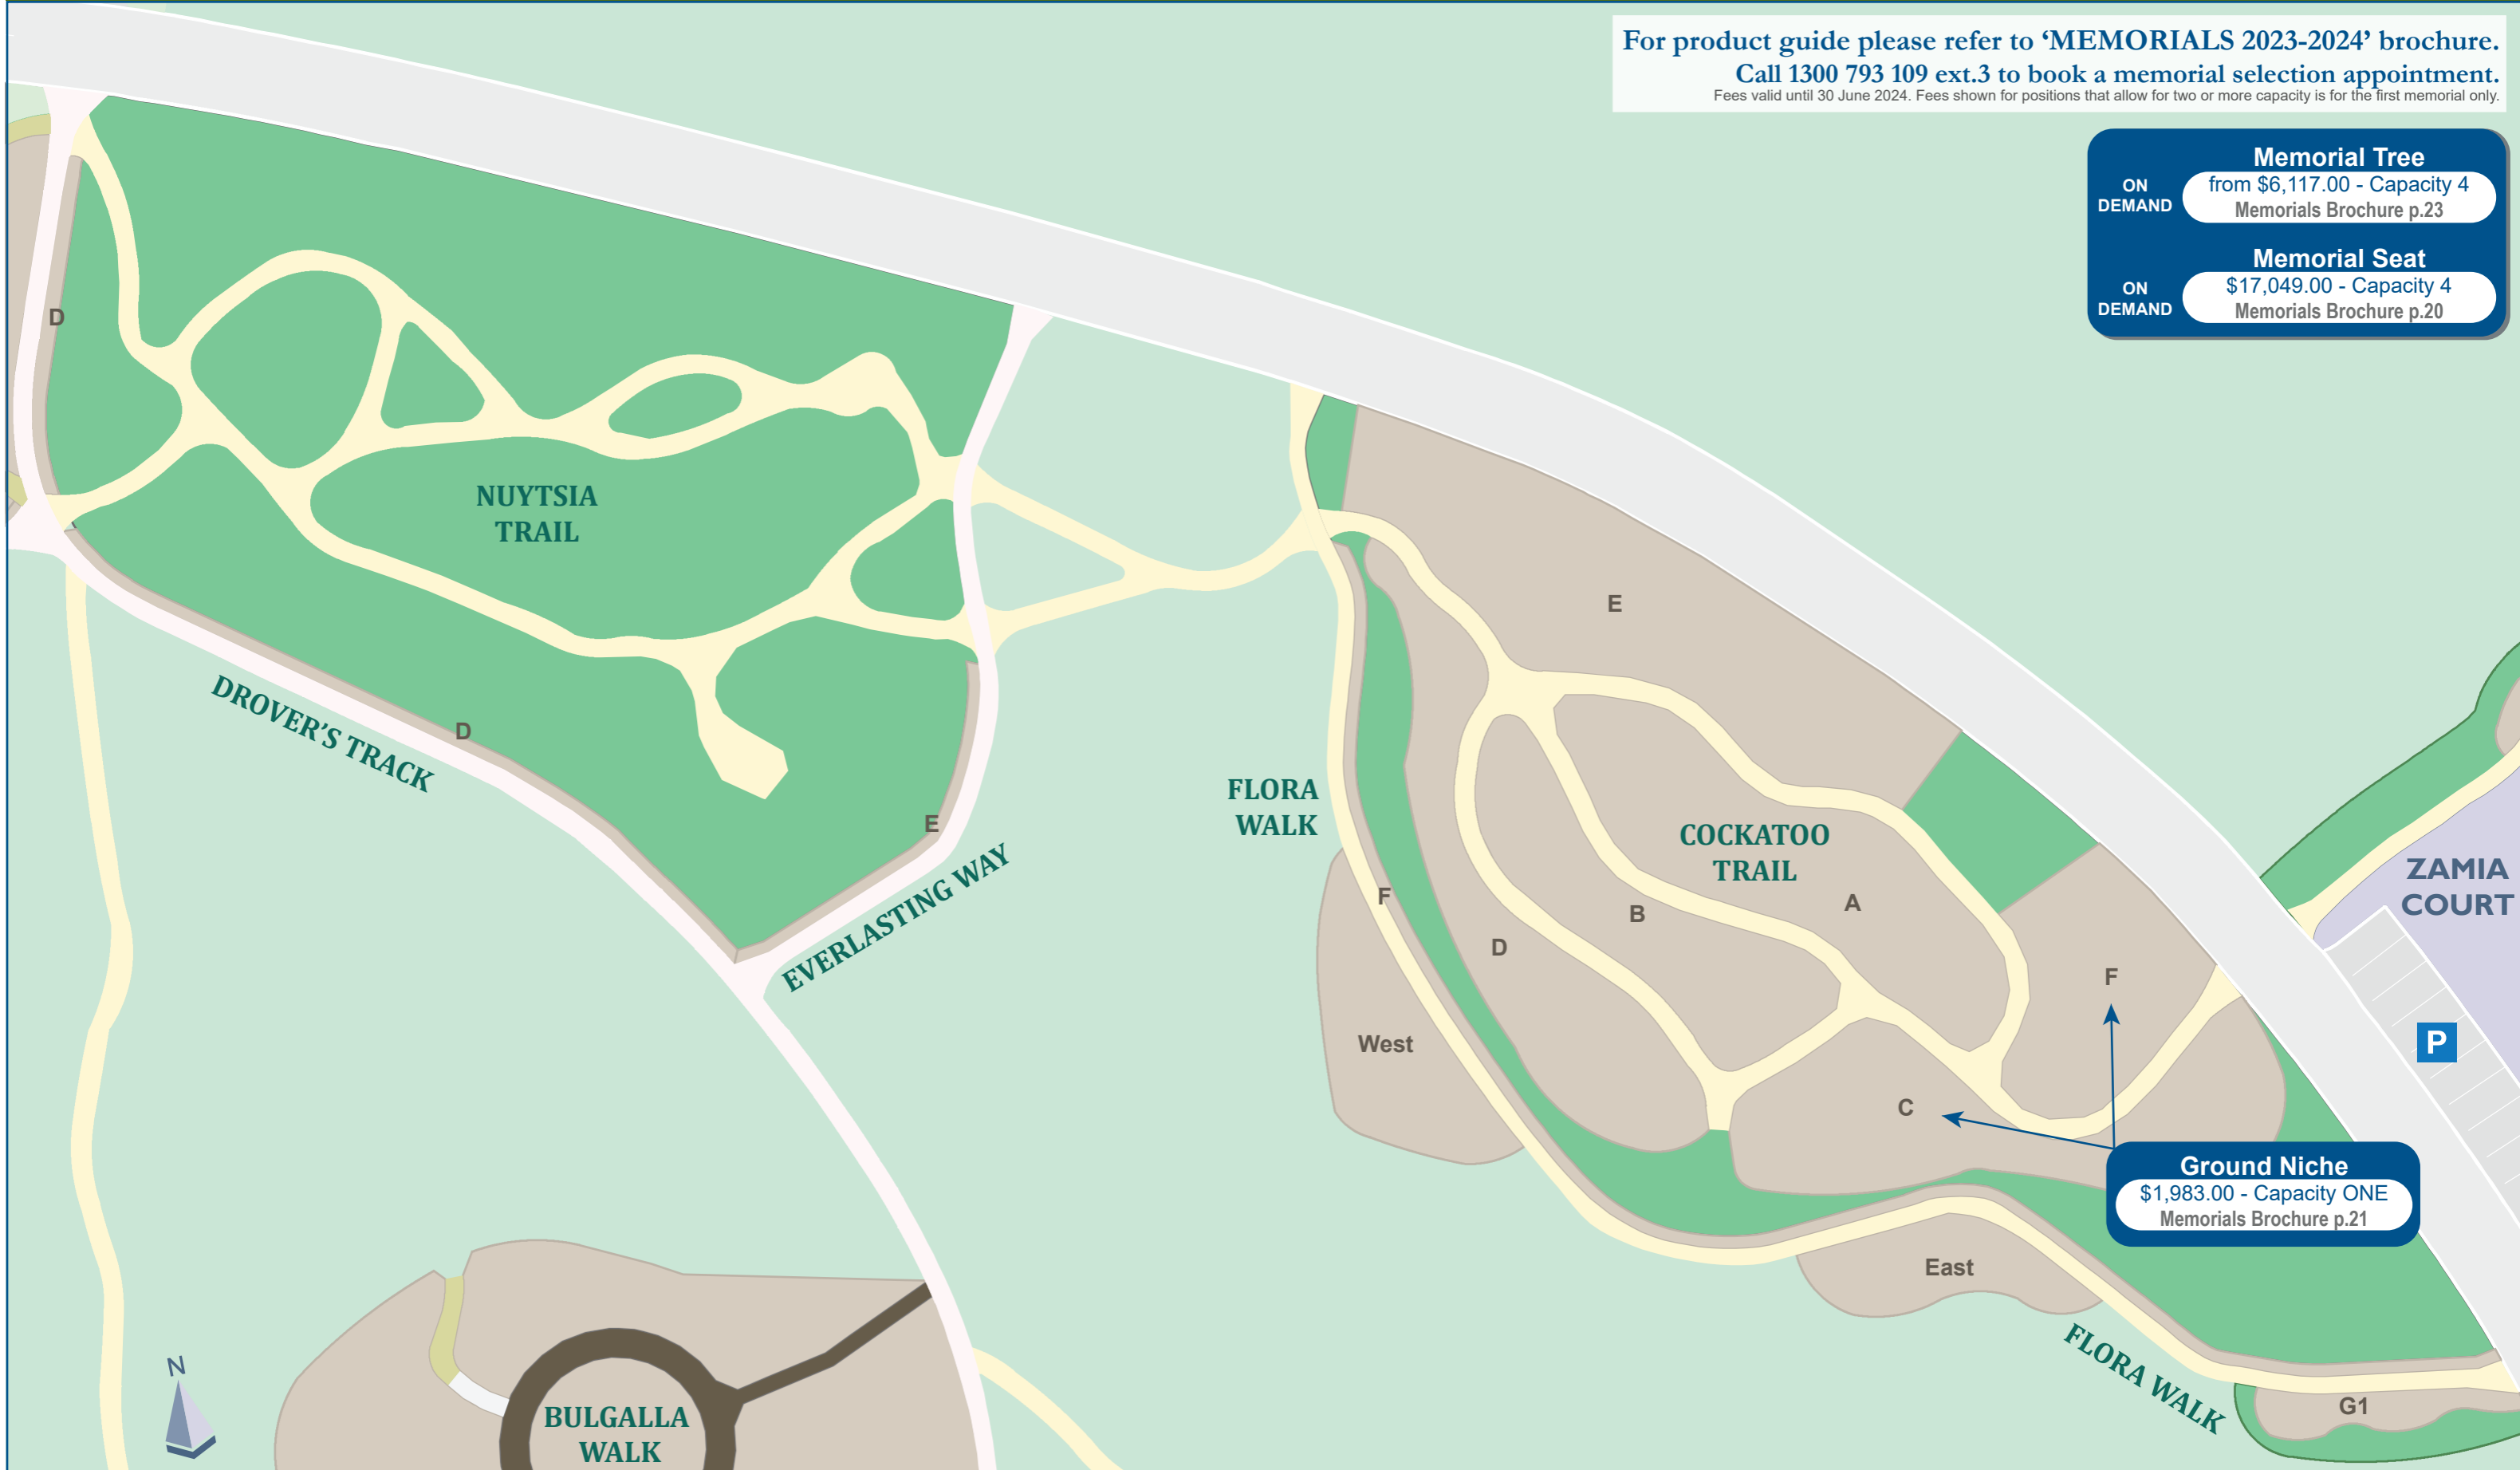 For product guide please refer to ‘MEMORIALS 2023-2024’ brochure.
Call 1300 793 109 ext.3 to book a memorial selection appointment.
Fees valid until 30 June 2024. Fees shown for positions that allow for two or more capacity is for the first memorial only.
Memorial Tree
ON DEMAND
from $6,117.00 - Capacity 4
Memorials Brochure p.23
Memorial Seat
ON DEMAND
$17,049.00 - Capacity 4
Memorials Brochure p.20
D
NUYTSIA
TRAIL
DROVER’S TRACK
D
E
EVERLASTING WAY
FLORA
WALK
E
COCKATOO
TRAIL
A
B
D
F
F
West
C
ZAMIA
COURT
P
Ground Niche
$1,983.00 - Capacity ONE
Memorials Brochure p.21
East
FLORA WALK
G1
N
BULGALLA
WALK